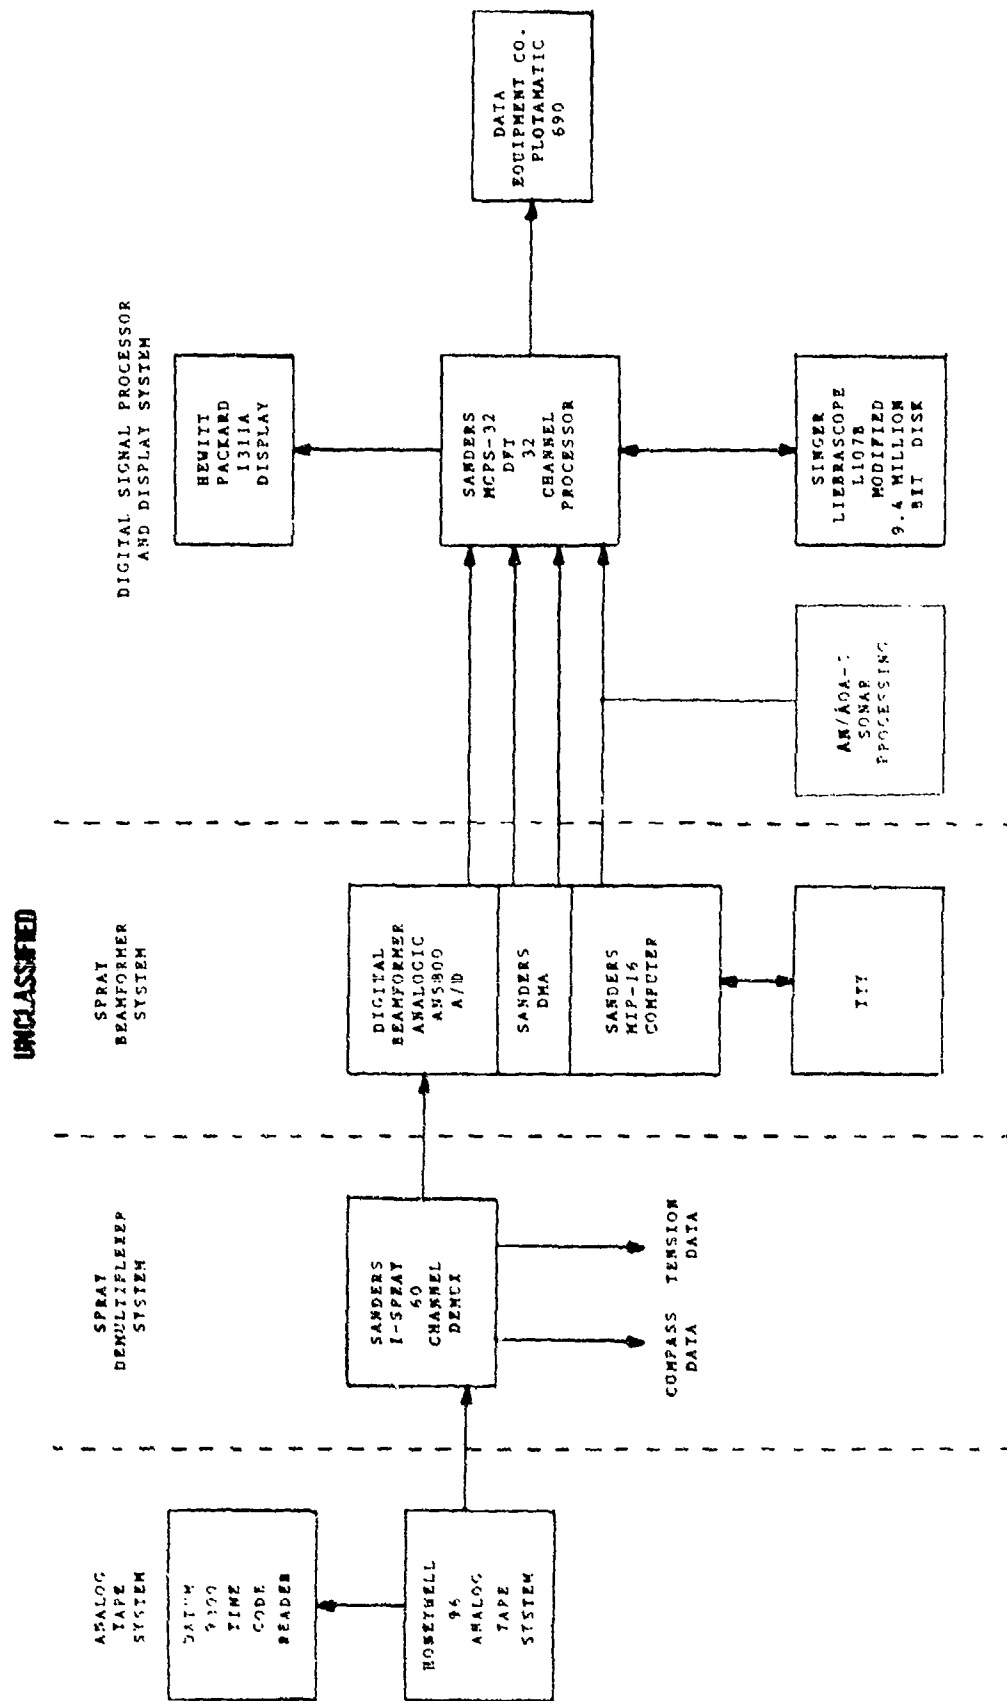 UNCLASSIFIED
ANALOG
TAPE
SYSTEM
TIME
CODE
READER
HONEYWELL
96
ANALOG
TAPE
SYSTEM
SPRAY
DEMULTIPLEXER
SYSTEM
SANDERS
I-SPRAY
60
CHANNEL
DEMUX
COMPASS
DATA
TENSION
DATA
SPRAY
BEAMFORMER
SYSTEM
DIGITAL
BEAMFORMER
ANALOGIC
AN5800
A/D
SANDERS
DMA
SANDERS
MIP-16
COMPUTER
TTY
DIGITAL SIGNAL PROCESSOR
AND DISPLAY SYSTEM
HEWITT
PACKARD
1311A
DISPLAY
SANDERS
MCPS-32
DFT
32
CHANNEL
PROCESSOR
SINGER
LIEBRASCOPE
L107B
MODIFIED
9.4 MILLION
BIT DISK
SONAR
PROCESSING
DATA
EQUIPMENT CO.
PLOTAMATIC
690